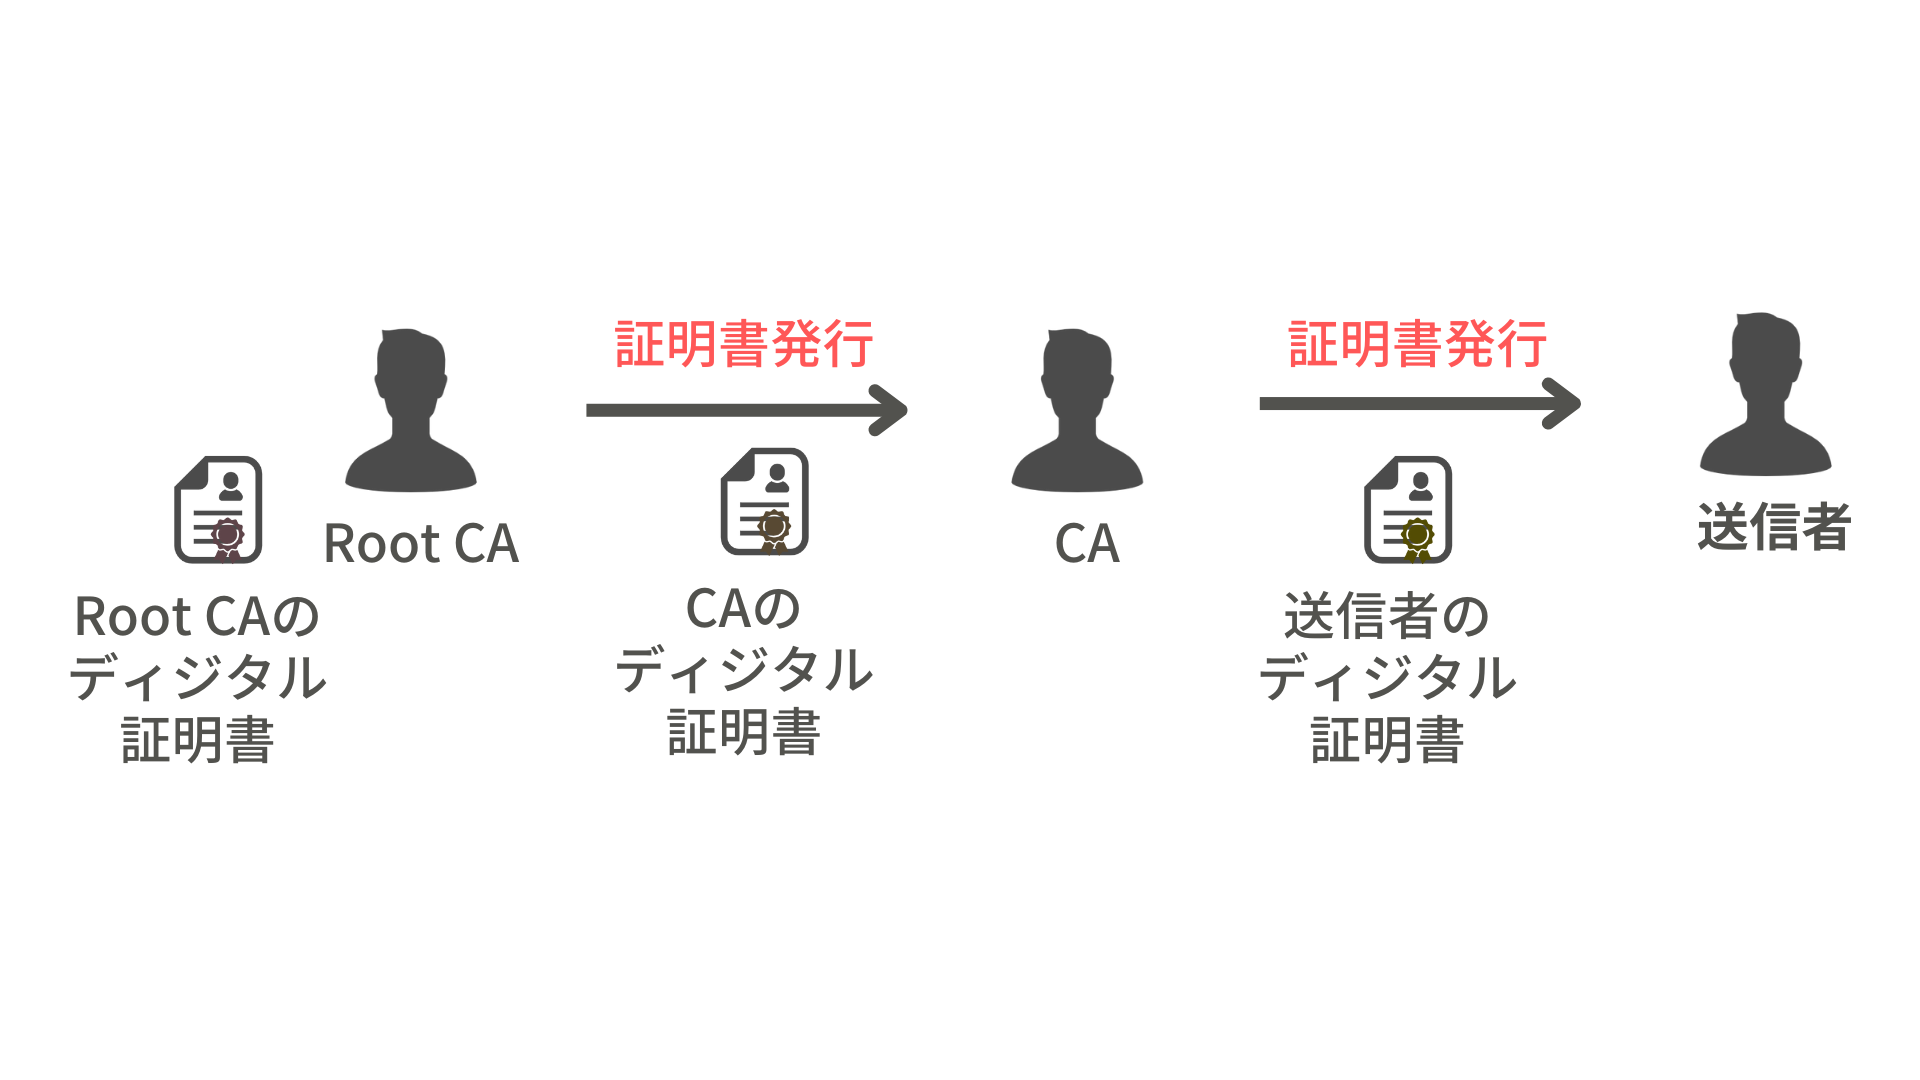 証明書発行
証明書発行
Root CA
CA
送信者
Root CAの
ディジタル
証明書
CAの
ディジタル
証明書
送信者の
ディジタル
証明書